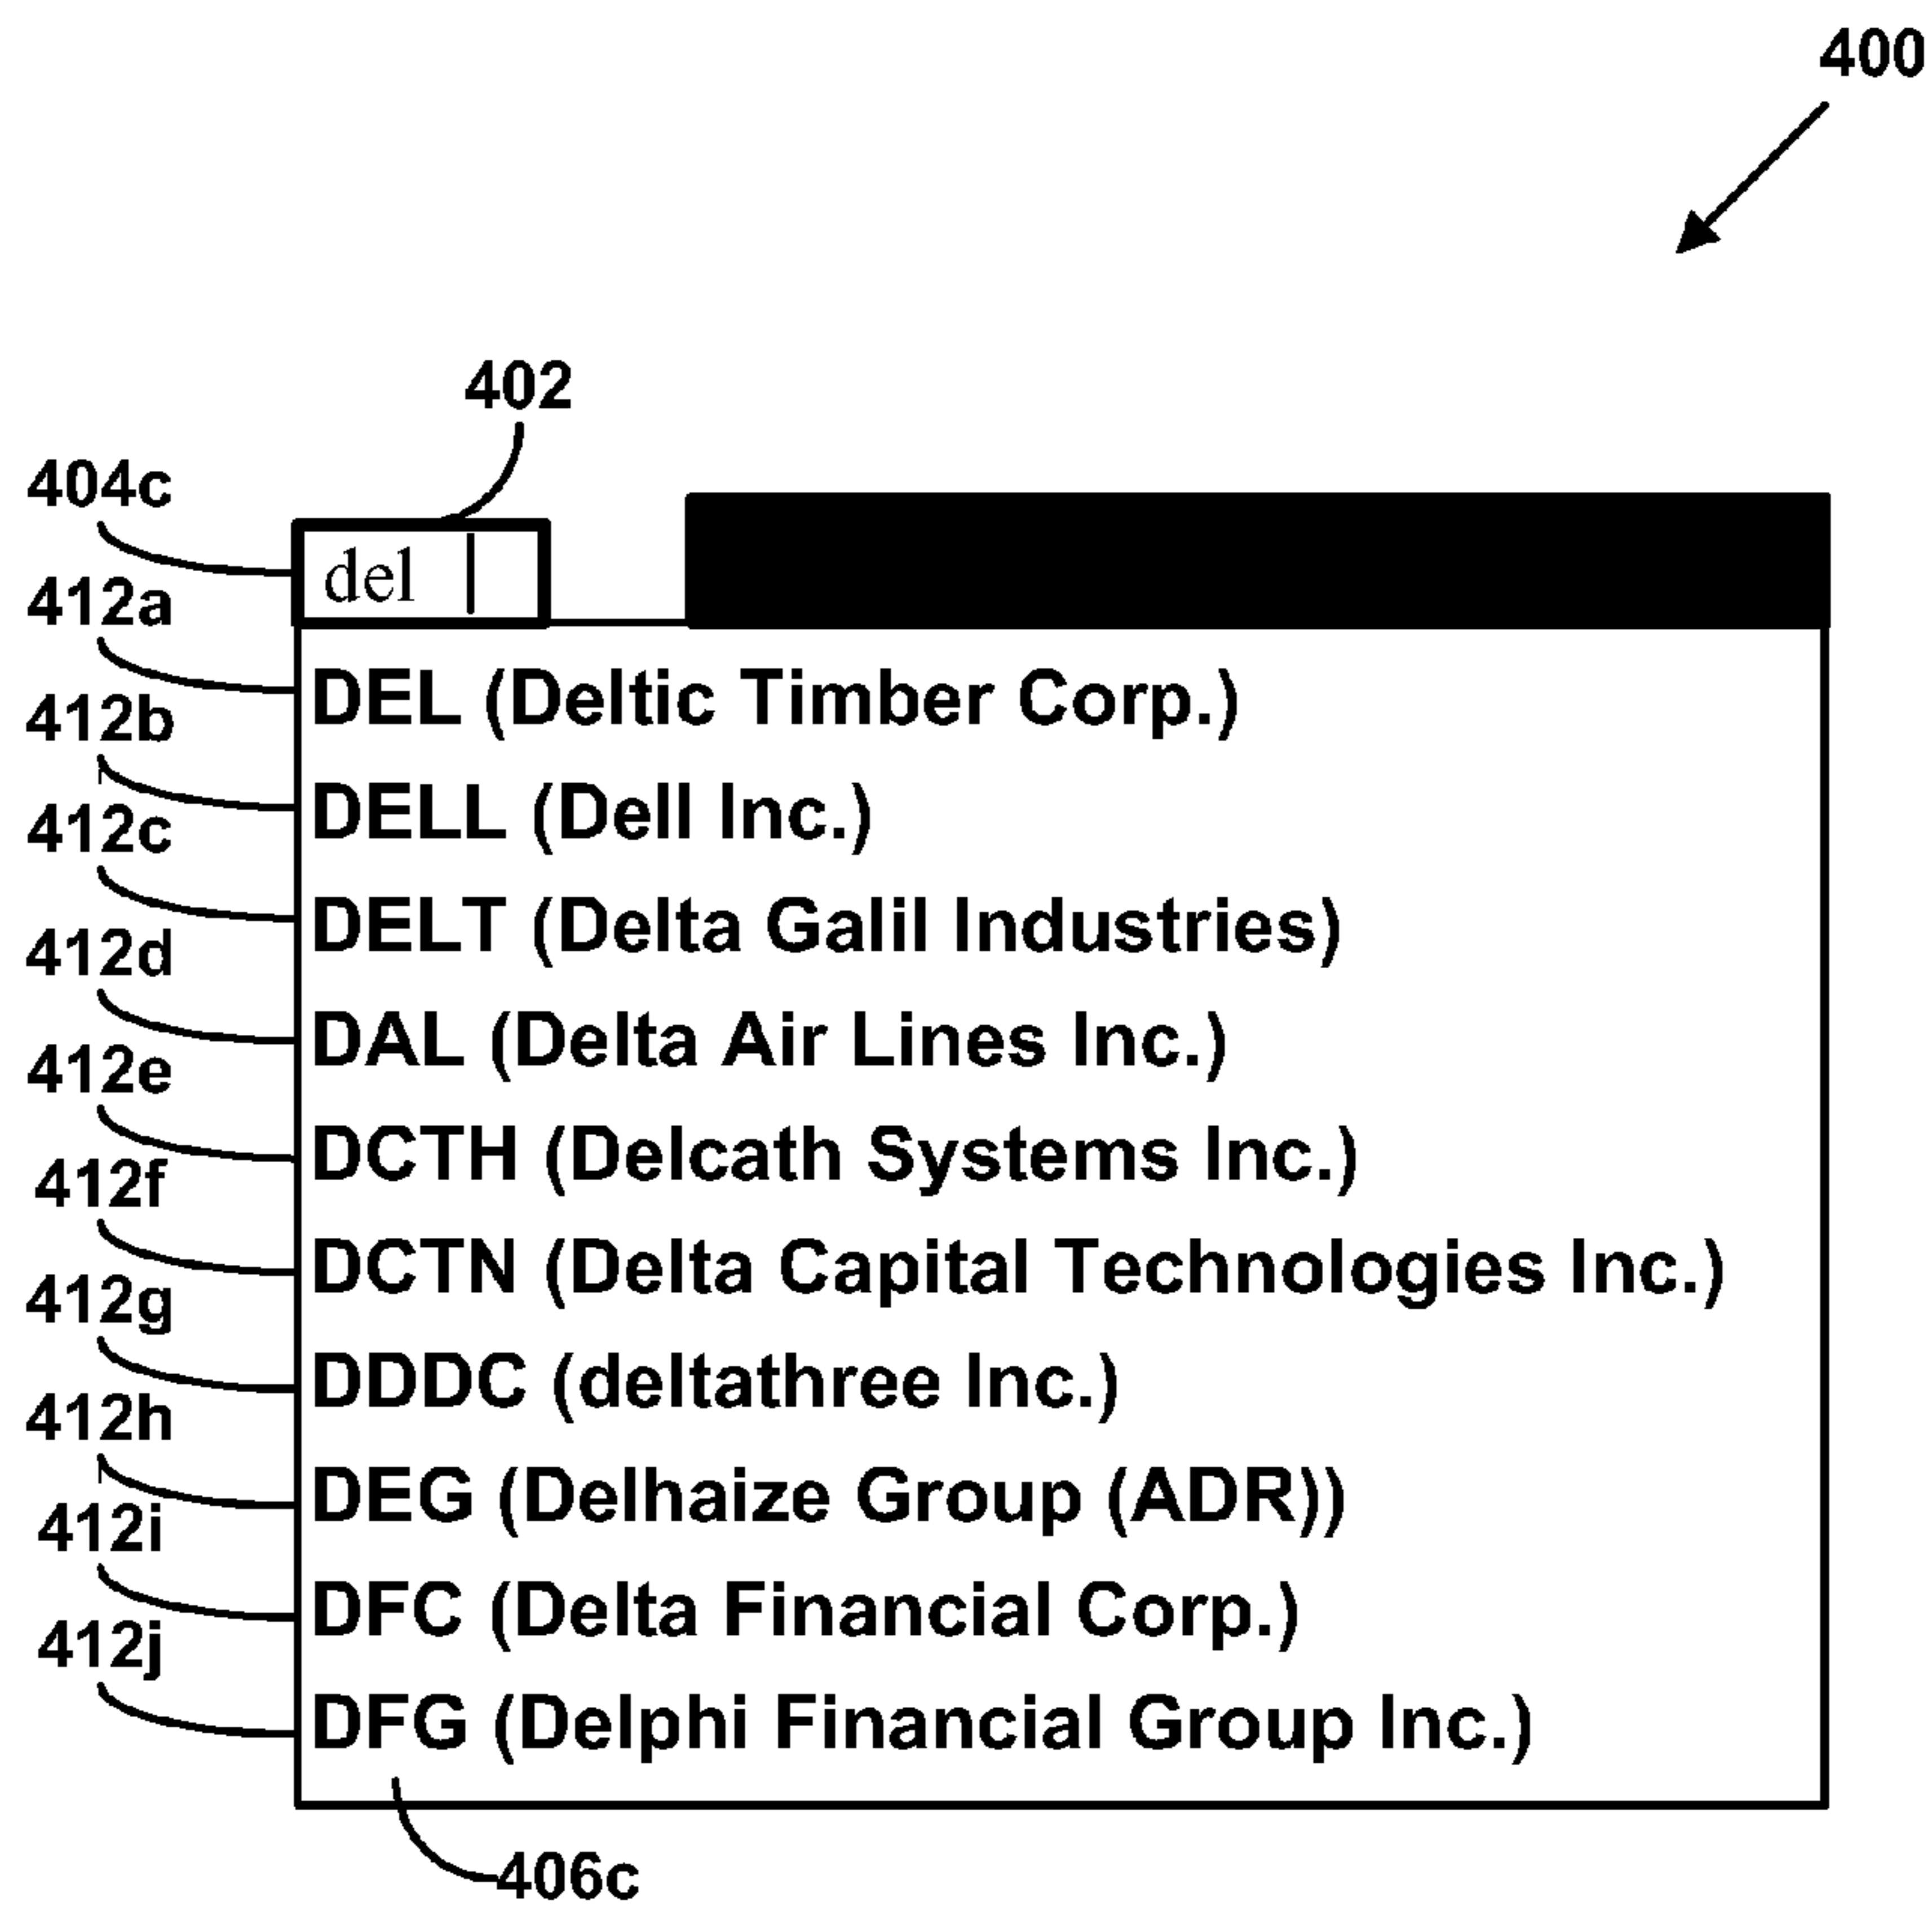 400
402
404c
del
412a
DEL (Deltic Timber Corp.)
412b
DELL (Dell Inc.)
412c
DELT (Delta Galil Industries)
412d
DAL (Delta Air Lines Inc.)
412e
DCTH (Delcath Systems Inc.)
412f
DCTN (Delta Capital Technologies Inc.)
412g
DDDC (deltathree Inc.)
412h
DEG (Delhaize Group (ADR))
412i
DFC (Delta Financial Corp.)
412j
DFG (Delphi Financial Group Inc.)
406c